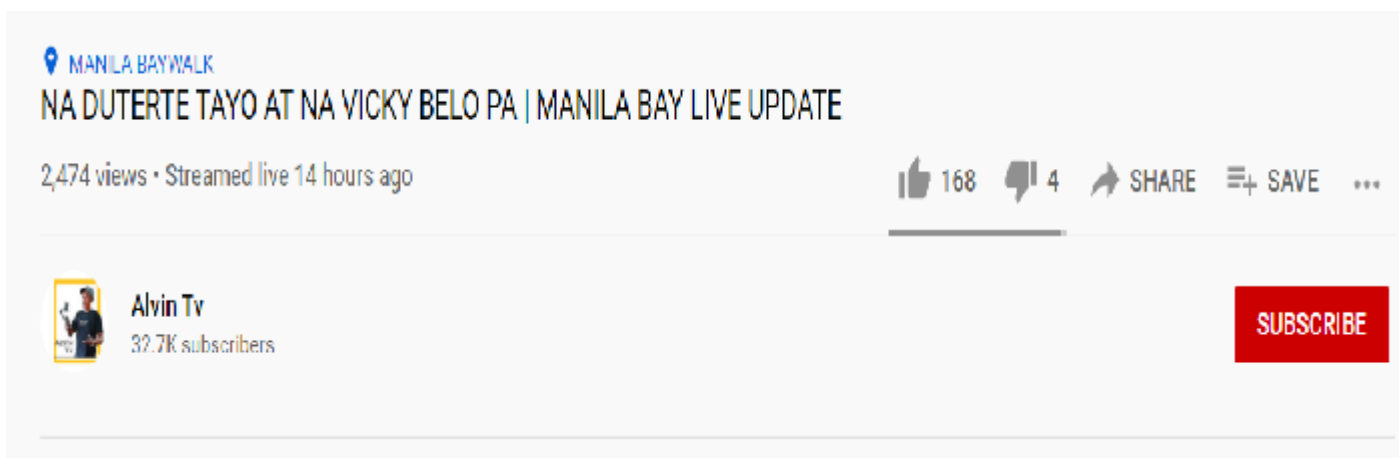 MANILA BAYWALK
NA DUTERTE TAYO AT NA VICKY BELO PA | MANILA BAY LIVE UPDATE
2,474 views • Streamed live 14 hours ago 168 4 SHARE SAVE ...
Alvin Tv
32.7K subscribers
SUBSCRIBE